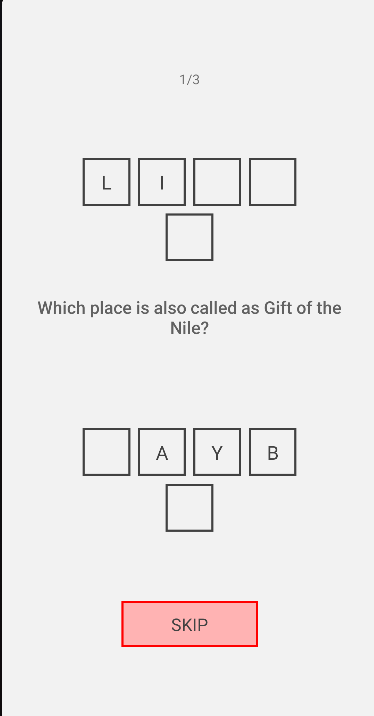 1/3
L I
Which place is also called as Gift of the
Nile?
A Y B
SKIP